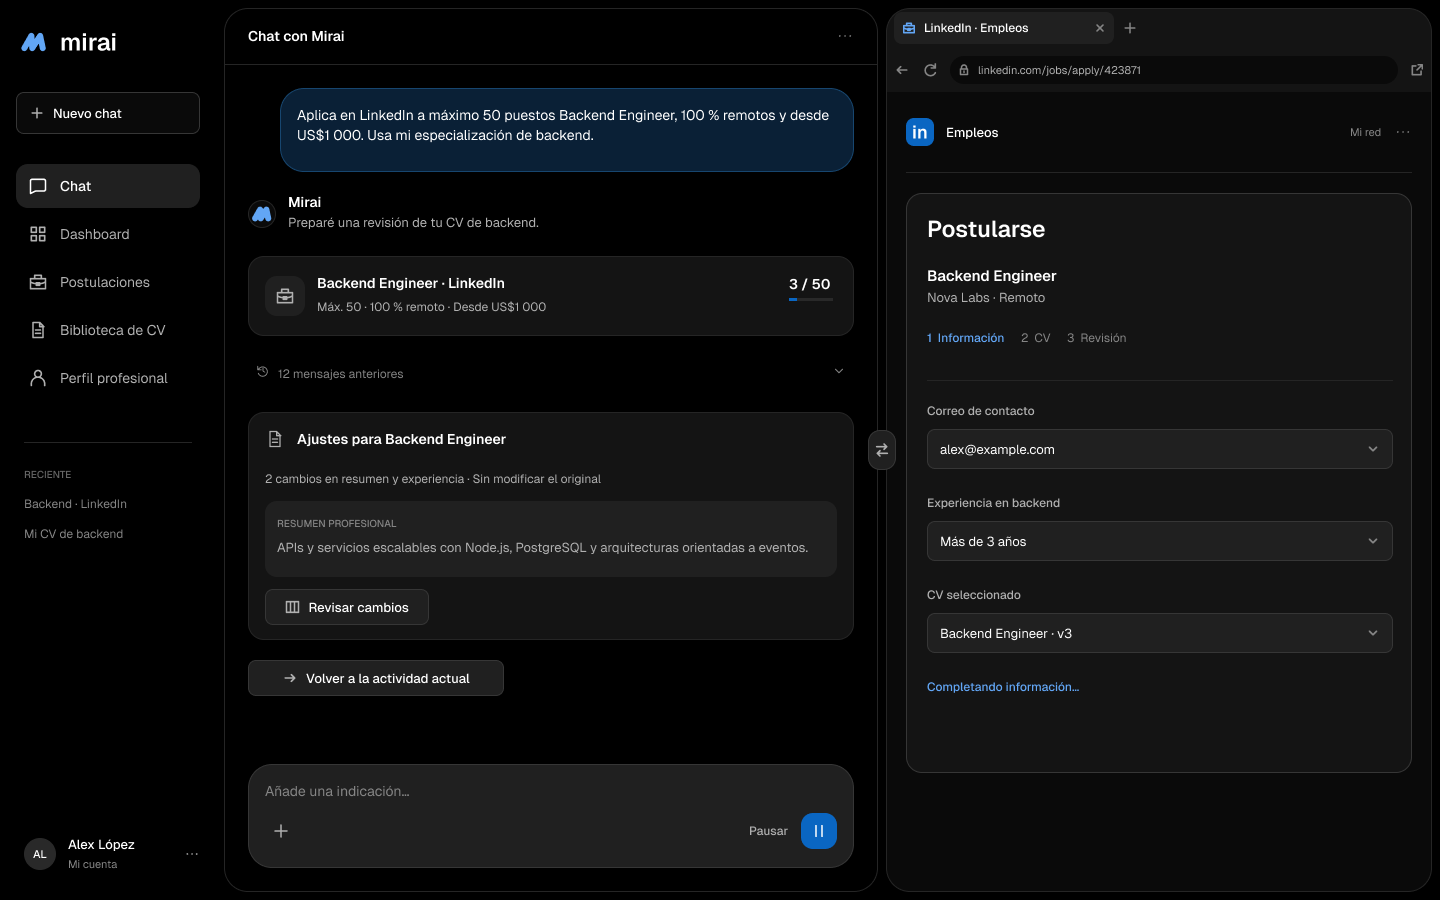 mirai
Nuevo chat
Chat
Dashboard
Postulaciones
Biblioteca de CV
Perfil profesional
RECIENTE
Backend · LinkedIn
Mi CV de backend
AL
Alex López
Mi cuenta
Chat con Mirai
Aplica en LinkedIn a máximo 50 puestos Backend Engineer, 100 % remotos y desde
US$1 000. Usa mi especialización de backend.
Mirai
Preparé una revisión de tu CV de backend.
Backend Engineer · LinkedIn
Máx. 50 · 100 % remoto · Desde US$1 000
3 / 50
12 mensajes anteriores
Ajustes para Backend Engineer
2 cambios en resumen y experiencia · Sin modificar el original
RESUMEN PROFESIONAL
APIs y servicios escalables con Node.js, PostgreSQL y arquitecturas orientadas a eventos.
Revisar cambios
Volver a la actividad actual
Añade una indicación...
Pausar
LinkedIn · Empleos
linkedin.com/jobs/apply/423871
in
Empleos
Mi red
Postularse
Backend Engineer
Nova Labs · Remoto
1 Información 2 CV 3 Revisión
Correo de contacto
alex@example.com
Experiencia en backend
Más de 3 años
CV seleccionado
Backend Engineer · v3
Completando información...